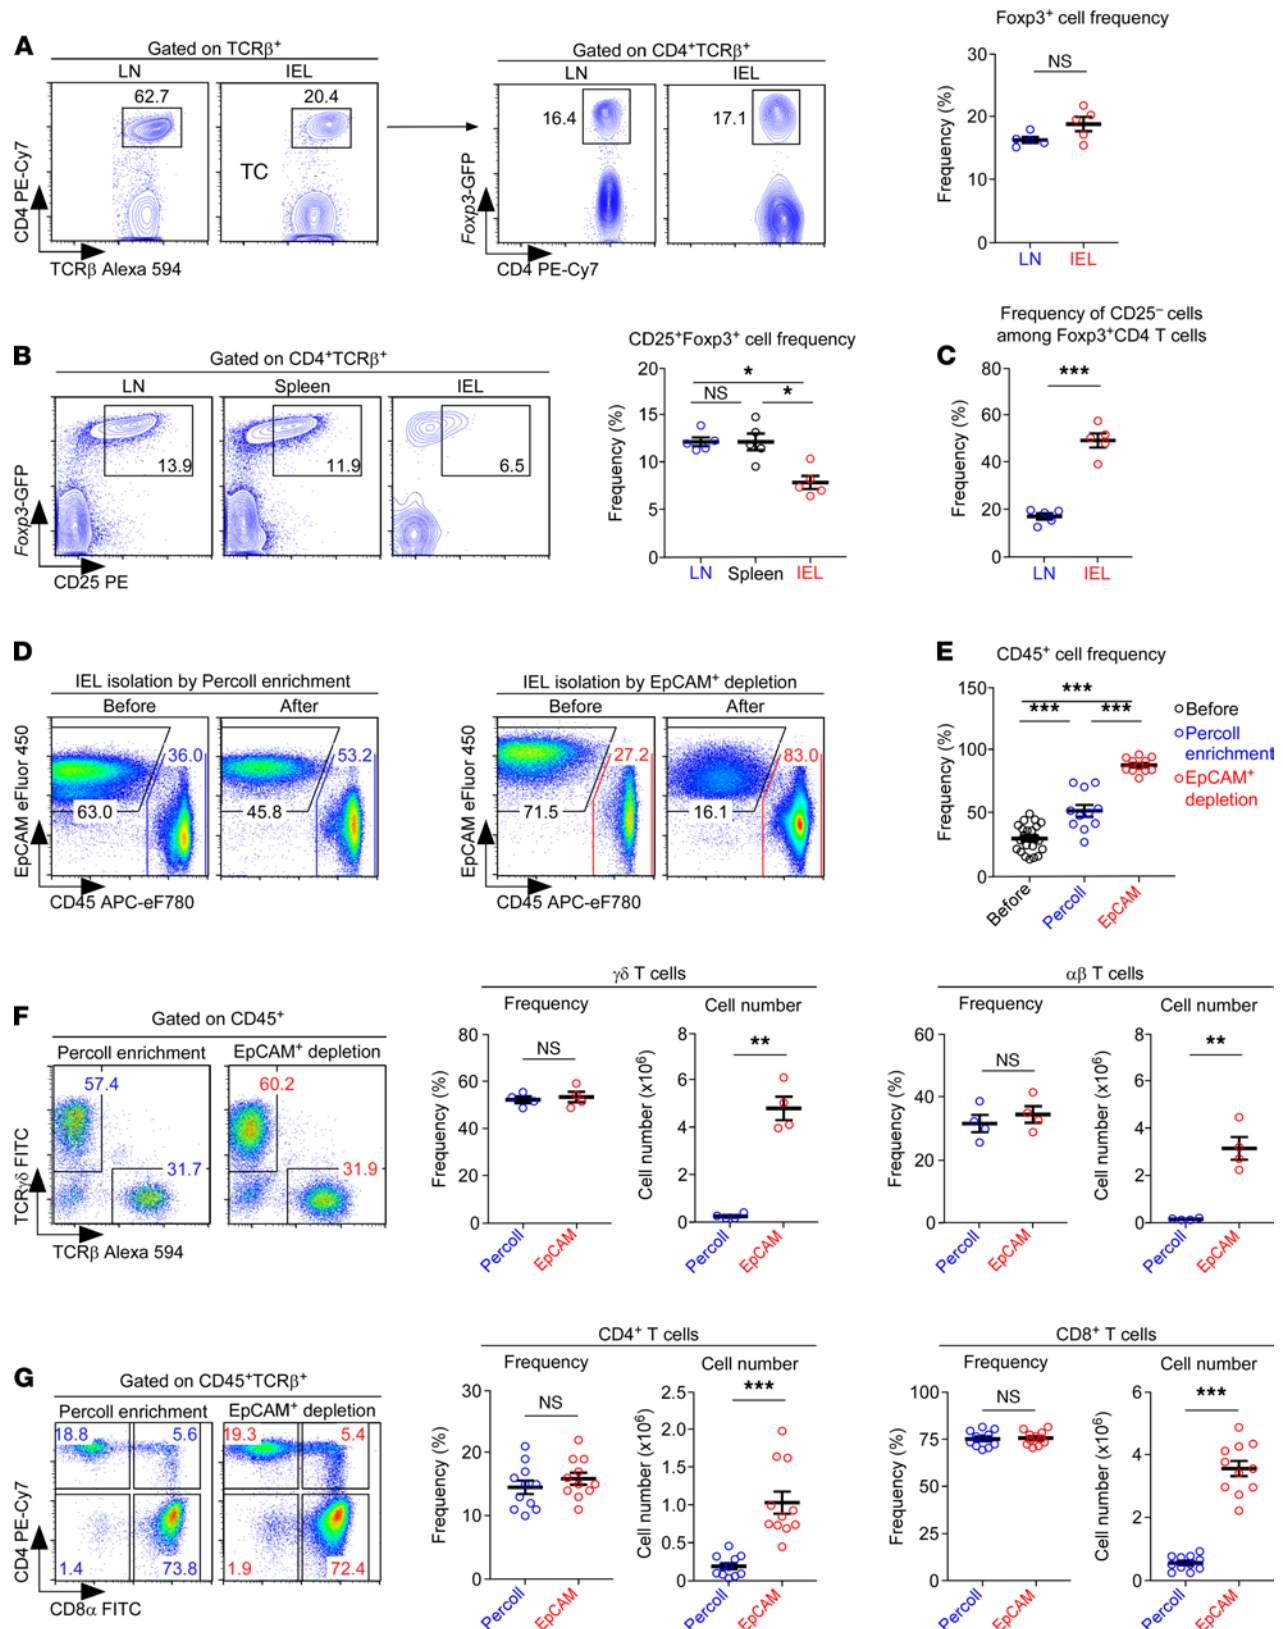 A
Gated on TCRβ⁺
LN
IEL
62.7
20.4
TC
CD4 PE-Cy7
TCRβ Alexa 594
Gated on CD4⁺TCRβ⁺
LN
IEL
16.4
17.1
Foxp3-GFP
CD4 PE-Cy7
Foxp3⁺ cell frequency
Frequency (%)
30
20
10
0
NS
LN
IEL
B
Gated on CD4⁺TCRβ⁺
LN
Spleen
IEL
13.9
11.9
6.5
Foxp3-GFP
CD25 PE
CD25⁺Foxp3⁺ cell frequency
Frequency (%)
20
15
10
5
0
*
NS
*
LN
Spleen
IEL
C
Frequency of CD25⁻ cells
among Foxp3⁺CD4 T cells
Frequency (%)
80
60
40
20
0
***
LN
IEL
D
IEL isolation by Percoll enrichment
Before
After
36.0
53.2
63.0
45.8
EpCAM eFluor 450
CD45 APC-eF780
IEL isolation by EpCAM⁺ depletion
Before
After
27.2
83.0
71.5
16.1
EpCAM eFluor 450
CD45 APC-eF780
E
CD45⁺ cell frequency
Frequency (%)
150
100
50
0
***
***
***
Before
Percoll
EpCAM
Before
Percoll
enrichment
EpCAM⁺
depletion
F
Gated on CD45⁺
Percoll enrichment
EpCAM⁺ depletion
57.4
60.2
31.7
31.9
TCRγδ FITC
TCRβ Alexa 594
γδ T cells
Frequency
Frequency (%)
80
60
40
20
0
NS
Percoll
EpCAM
Cell number
Cell number (x10⁶)
8
6
4
2
0
**
Percoll
EpCAM
αβ T cells
Frequency
Frequency (%)
60
40
20
0
NS
Percoll
EpCAM
Cell number
Cell number (x10⁶)
8
6
4
2
0
**
Percoll
EpCAM
G
Gated on CD45⁺TCRβ⁺
Percoll enrichment
EpCAM⁺ depletion
18.8
5.6
19.3
5.4
1.4
73.8
1.9
72.4
CD4 PE-Cy7
CD8α FITC
CD4⁺ T cells
Frequency
Frequency (%)
30
20
10
0
NS
Percoll
EpCAM
Cell number
Cell number (x10⁶)
2.5
2.0
1.5
1.0
0.5
0
***
Percoll
EpCAM
CD8⁺ T cells
Frequency
Frequency (%)
100
75
50
25
0
NS
Percoll
EpCAM
Cell number
Cell number (x10⁶)
6
4
2
0
***
Percoll
EpCAM